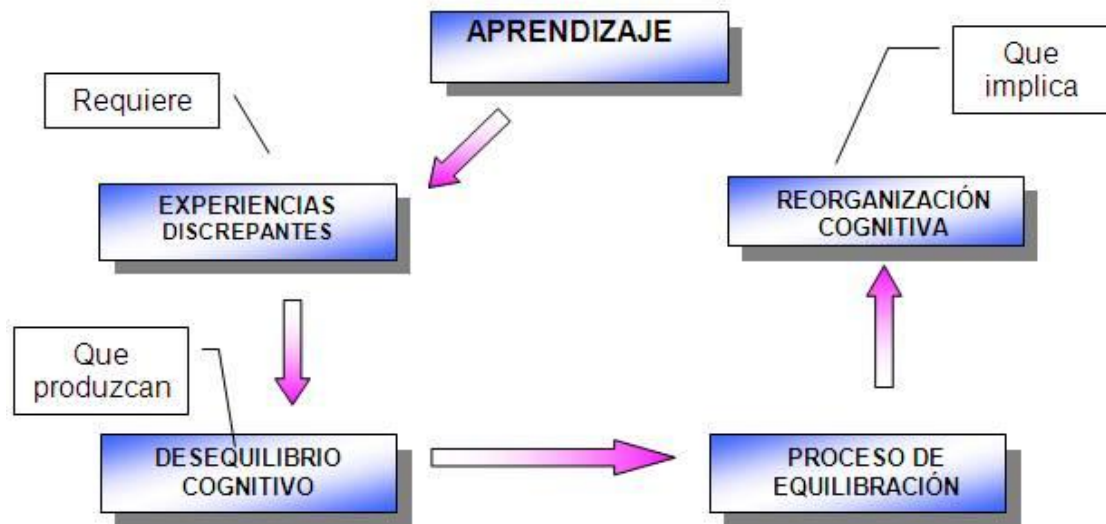 APRENDIZAJE
Requiere
EXPERIENCIAS
DISCREPANTES
Que
produzcan
DESEQUILIBRIO
COGNITIVO
PROCESO DE
EQUILIBRACIÓN
Que
implica
REORGANIZACIÓN
COGNITIVA